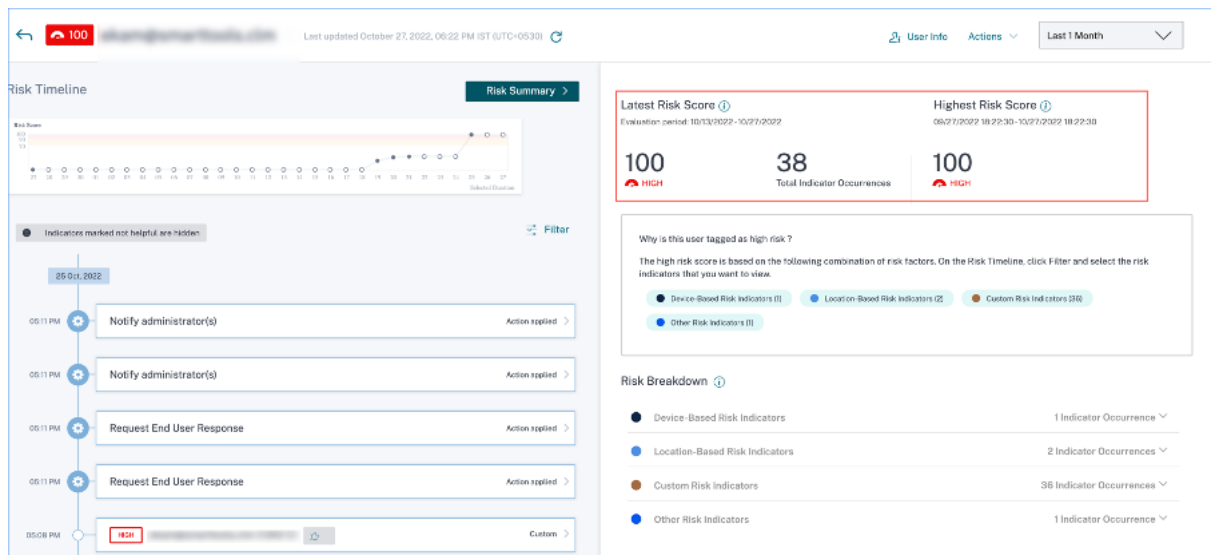 100
Last updated October 27, 2022, 06:22 PM IST (UTC+0530)
User Info
Actions
Last 1 Month
Risk Timeline
Risk Summary
Risk Score
Selected Duration
Indicators marked not helpful are hidden
Filter
25 Oct, 2022
05:11 PM
Notify administrator(s)
Action applied
05:11 PM
Notify administrator(s)
Action applied
05:11 PM
Request End User Response
Action applied
05:11 PM
Request End User Response
Action applied
05:08 PM
HIGH
Custom
Latest Risk Score
Evaluation period: 10/13/2022-10/27/2022
100
HIGH
38
Total Indicator Occurrences
Highest Risk Score
09/27/2022 18:22:30-10/27/2022 18:22:30
100
HIGH
Why is this user tagged as high risk ?
The high risk score is based on the following combination of risk factors. On the Risk Timeline, click Filter and select the risk
indicators that you want to view.
Device-Based Risk Indicators (1)
Location-Based Risk Indicators (2)
Custom Risk Indicators (36)
Other Risk Indicators (1)
Risk Breakdown
Device-Based Risk Indicators
1 Indicator Occurrence
Location-Based Risk Indicators
2 Indicator Occurrences
Custom Risk Indicators
36 Indicator Occurrences
Other Risk Indicators
1 Indicator Occurrence